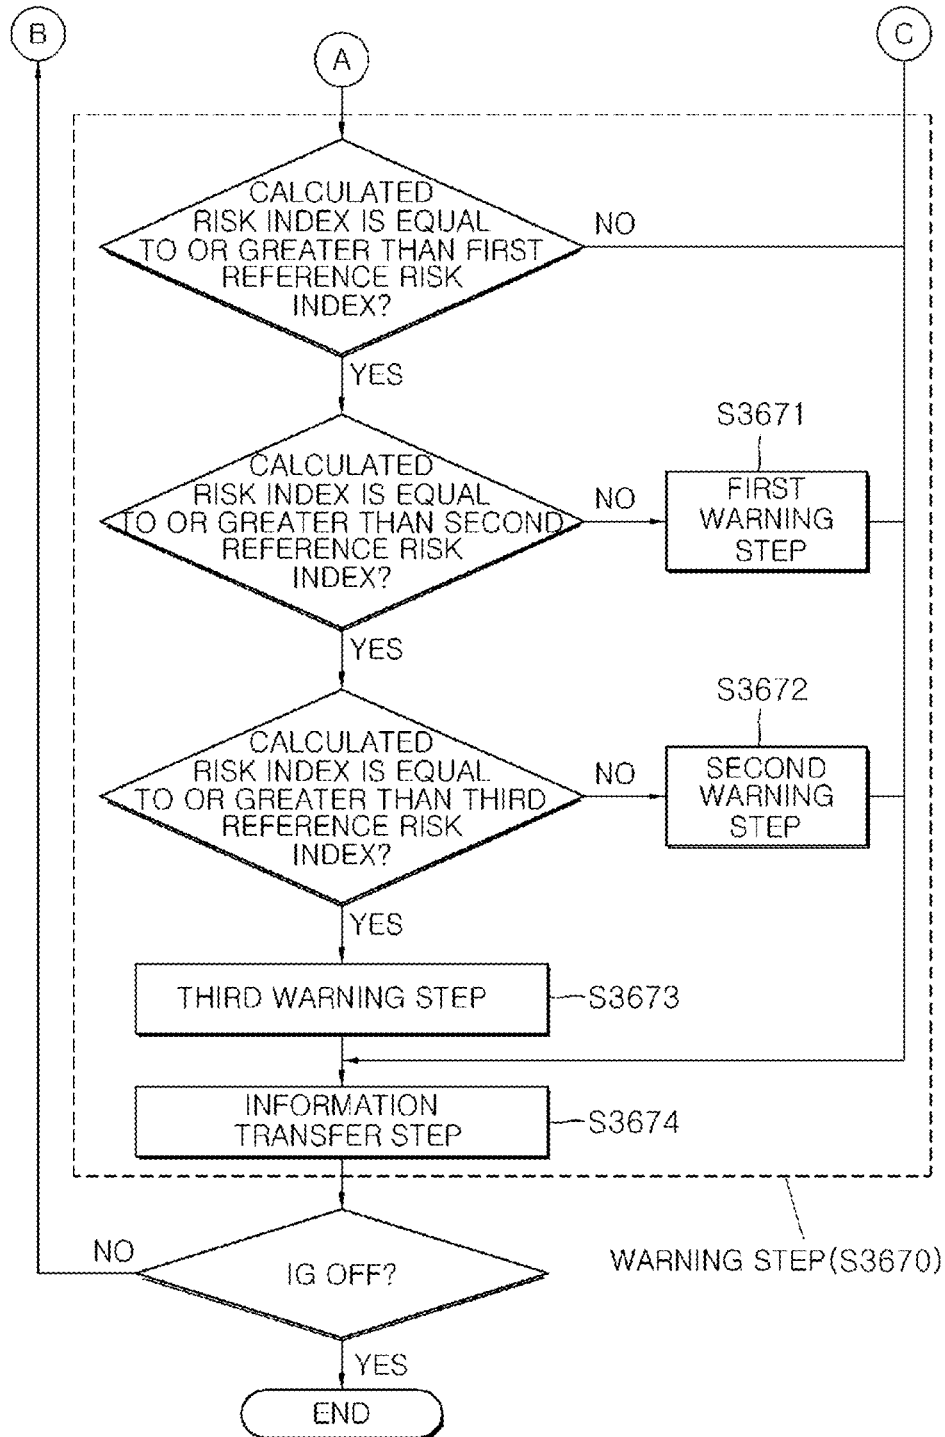 B
A
C
CALCULATED
RISK INDEX IS EQUAL
TO OR GREATER THAN FIRST
REFERENCE RISK
INDEX?
NO
YES
CALCULATED
RISK INDEX IS EQUAL
TO OR GREATER THAN SECOND
REFERENCE RISK
INDEX?
NO
S3671
FIRST
WARNING
STEP
YES
CALCULATED
RISK INDEX IS EQUAL
TO OR GREATER THAN THIRD
REFERENCE RISK
INDEX?
NO
S3672
SECOND
WARNING
STEP
YES
THIRD WARNING STEP
S3673
INFORMATION
TRANSFER STEP
S3674
WARNING STEP(S3670)
NO
IG OFF?
YES
END